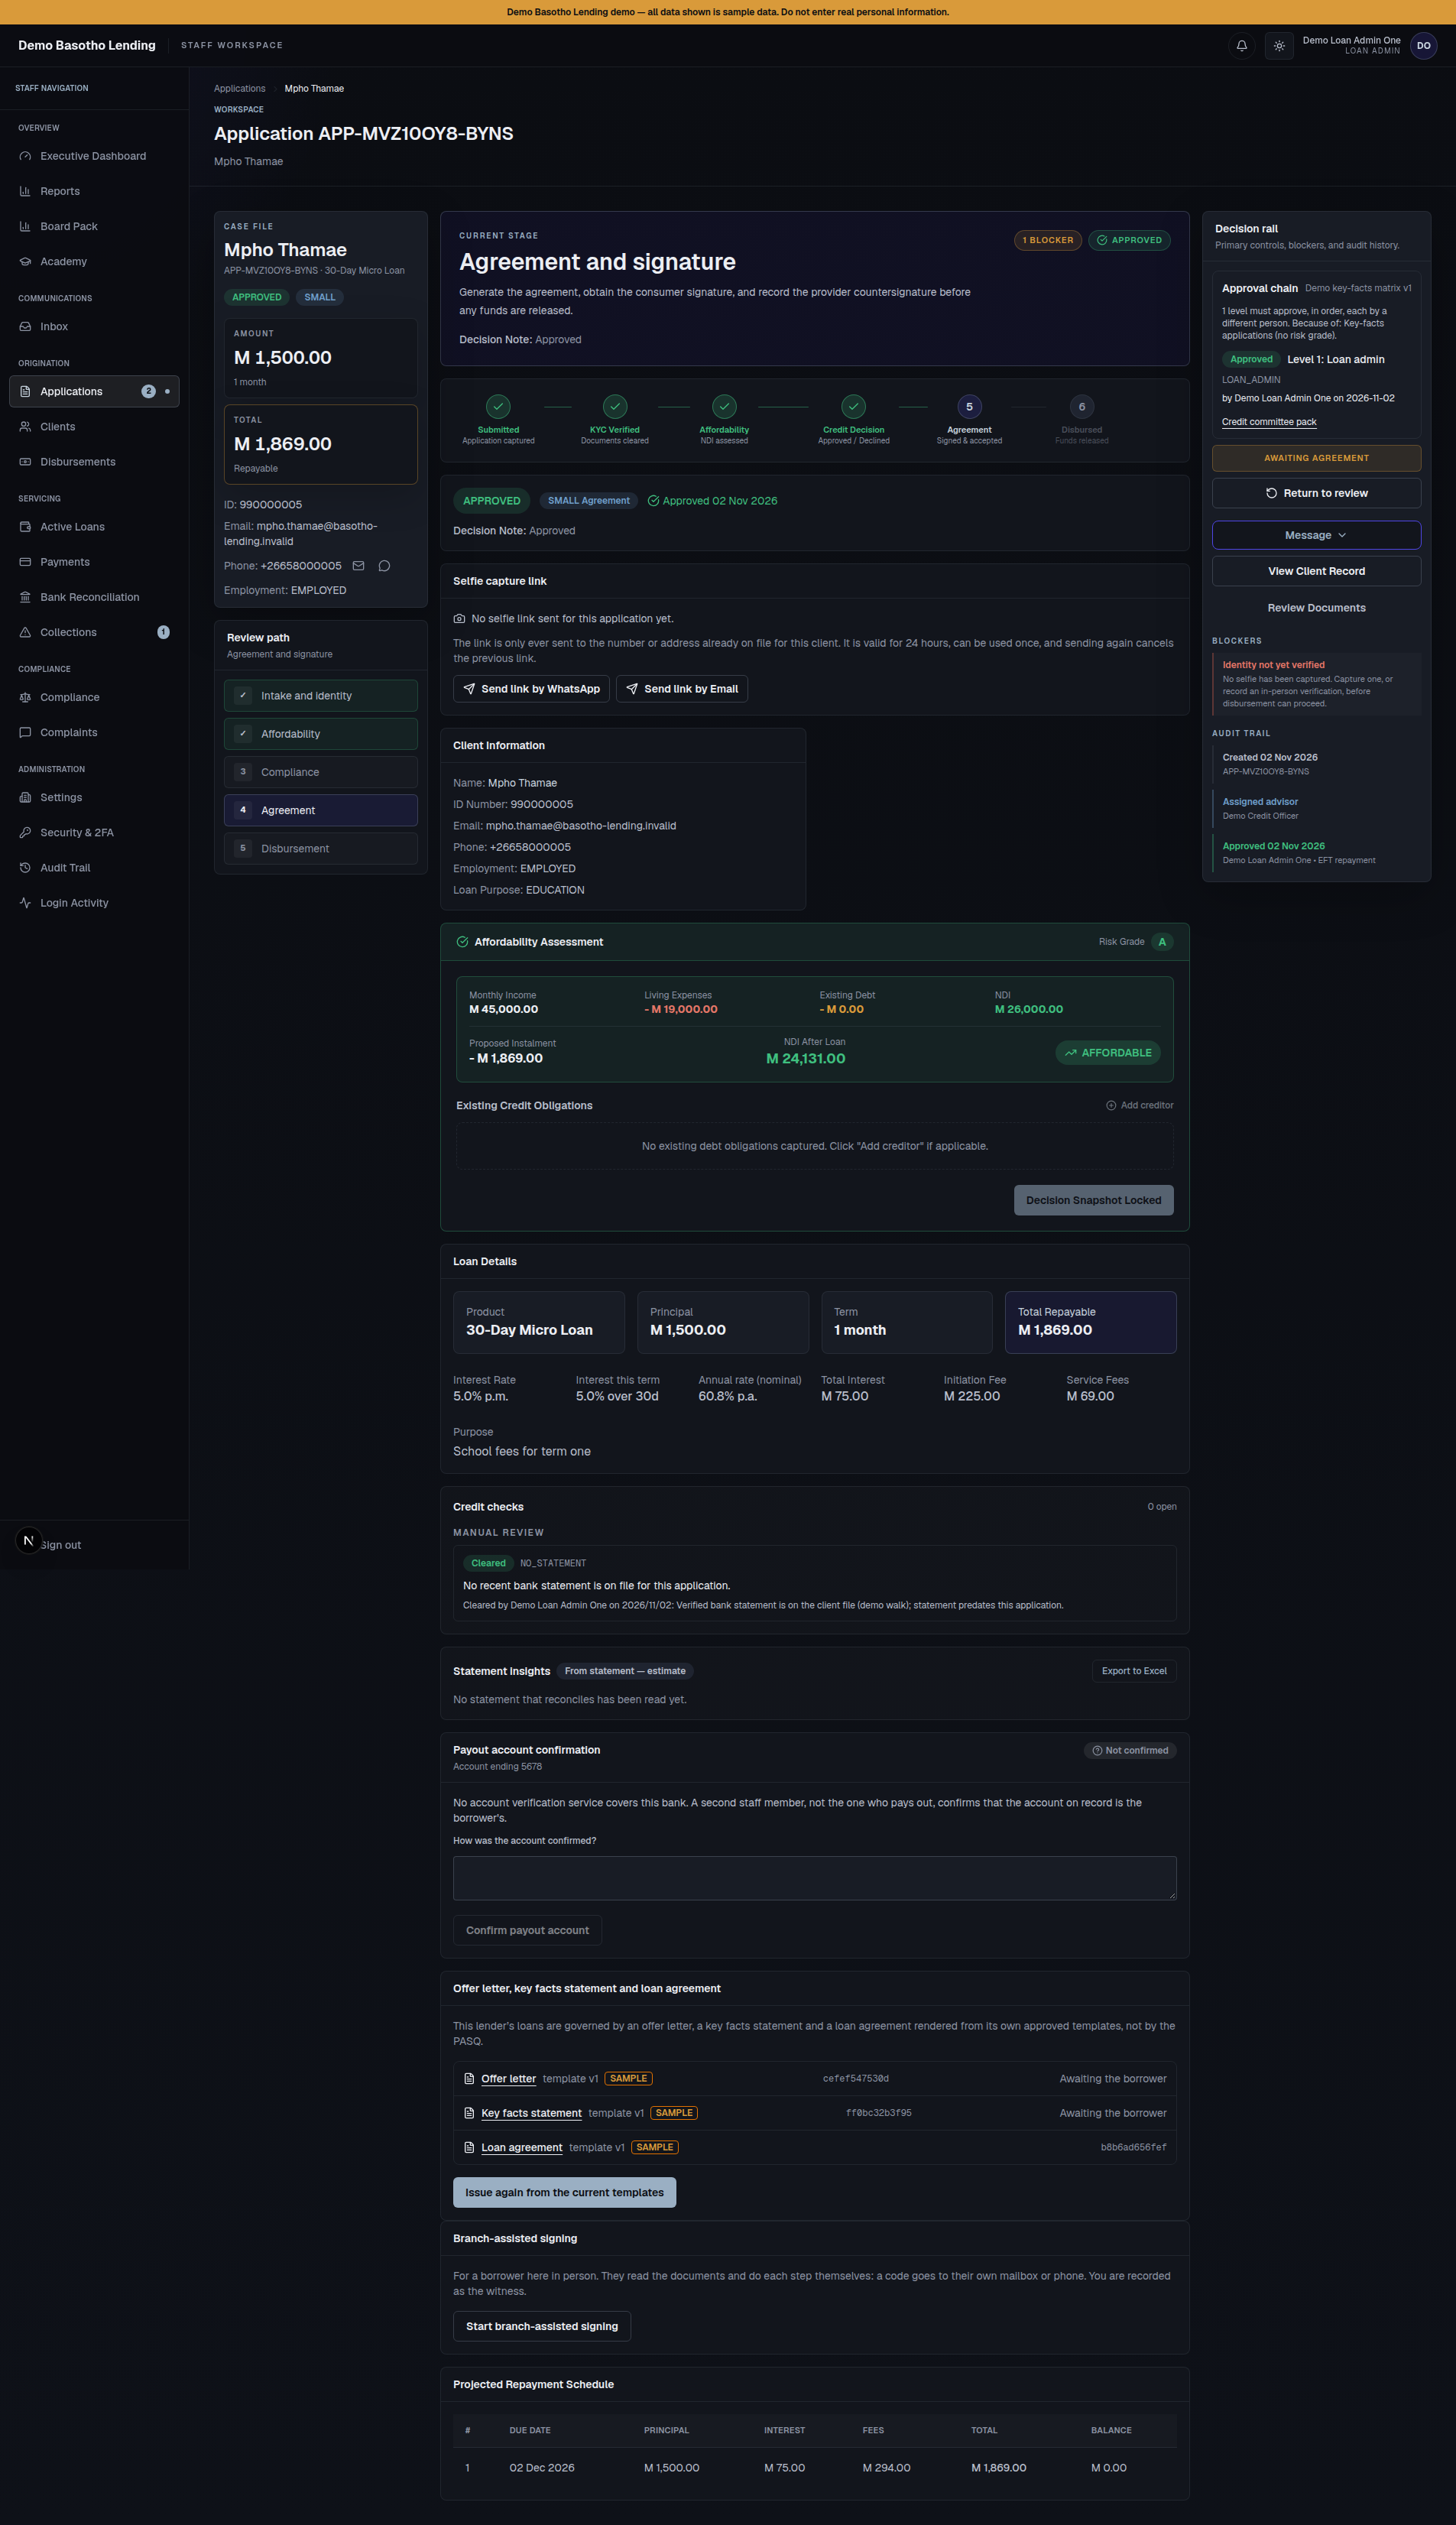 Demo Basotho Lending demo — all data shown is sample data. Do not enter real personal information.
Demo Basotho Lending
STAFF WORKSPACE
Demo Loan Admin One
LOAN ADMIN
DO
STAFF NAVIGATION
OVERVIEW
Executive Dashboard
Reports
Board Pack
Academy
COMMUNICATIONS
Inbox
ORIGINATION
Applications 2
Clients
Disbursements
SERVICING
Active Loans
Payments
Bank Reconciliation
Collections 1
COMPLIANCE
Compliance
Complaints
ADMINISTRATION
Settings
Security & 2FA
Audit Trail
Login Activity
N
Sign out
Applications Mpho Thamae
WORKSPACE
Application APP-MVZ10OY8-BYNS
Mpho Thamae
CASE FILE
Mpho Thamae
APP-MVZ10OY8-BYNS · 30-Day Micro Loan
APPROVED SMALL
AMOUNT
M 1,500.00
1 month
TOTAL
M 1,869.00
Repayable
ID: 990000005
Email: mpho.thamae@basotho-
lending.invalid
Phone: +26658000005
Employment: EMPLOYED
Review path
Agreement and signature
✓ Intake and identity
✓ Affordability
3 Compliance
4 Agreement
5 Disbursement
CURRENT STAGE
1 BLOCKER APPROVED
Agreement and signature
Generate the agreement, obtain the consumer signature, and record the provider countersignature before
any funds are released.
Decision Note: Approved
Submitted
Application captured
KYC Verified
Documents cleared
Affordability
NDI assessed
Credit Decision
Approved / Declined
5
Agreement
Signed & accepted
6
Disbursed
Funds released
APPROVED SMALL Agreement Approved 02 Nov 2026
Decision Note: Approved
Selfie capture link
No selfie link sent for this application yet.
The link is only ever sent to the number or address already on file for this client. It is valid for 24 hours, can be used once, and sending again cancels
the previous link.
Send link by WhatsApp Send link by Email
Client Information
Name: Mpho Thamae
ID Number: 990000005
Email: mpho.thamae@basotho-lending.invalid
Phone: +26658000005
Employment: EMPLOYED
Loan Purpose: EDUCATION
Affordability Assessment
Risk Grade A
Monthly Income Living Expenses Existing Debt NDI
M 45,000.00 - M 19,000.00 - M 0.00 M 26,000.00
Proposed Instalment NDI After Loan
- M 1,869.00 M 24,131.00 AFFORDABLE
Existing Credit Obligations Add creditor
No existing debt obligations captured. Click "Add creditor" if applicable.
Decision Snapshot Locked
Loan Details
Product Principal Term Total Repayable
30-Day Micro Loan M 1,500.00 1 month M 1,869.00
Interest Rate Interest this term Annual rate (nominal) Total Interest Initiation Fee Service Fees
5.0% p.m. 5.0% over 30d 60.8% p.a. M 75.00 M 225.00 M 69.00
Purpose
School fees for term one
Credit checks 0 open
MANUAL REVIEW
Cleared NO_STATEMENT
No recent bank statement is on file for this application.
Cleared by Demo Loan Admin One on 2026/11/02: Verified bank statement is on the client file (demo walk); statement predates this application.
Statement Insights From statement — estimate Export to Excel
No statement that reconciles has been read yet.
Payout account confirmation Not confirmed
Account ending 5678
No account verification service covers this bank. A second staff member, not the one who pays out, confirms that the account on record is the
borrower's.
How was the account confirmed?
Confirm payout account
Offer letter, key facts statement and loan agreement
This lender's loans are governed by an offer letter, a key facts statement and a loan agreement rendered from its own approved templates, not by the
PASQ.
Offer letter template v1 SAMPLE cefef547530d Awaiting the borrower
Key facts statement template v1 SAMPLE ff0bc32b3f95 Awaiting the borrower
Loan agreement template v1 SAMPLE b8b6ad656fef
Issue again from the current templates
Branch-assisted signing
For a borrower here in person. They read the documents and do each step themselves: a code goes to their own mailbox or phone. You are recorded
as the witness.
Start branch-assisted signing
Projected Repayment Schedule
# DUE DATE PRINCIPAL INTEREST FEES TOTAL BALANCE
1 02 Dec 2026 M 1,500.00 M 75.00 M 294.00 M 1,869.00 M 0.00
Decision rail
Primary controls, blockers, and audit history.
Approval chain Demo key-facts matrix v1
1 level must approve, in order, each by a
different person. Because of: Key-facts
applications (no risk grade).
Approved Level 1: Loan admin
LOAN_ADMIN
by Demo Loan Admin One on 2026-11-02
Credit committee pack
AWAITING AGREEMENT
Return to review
Message
View Client Record
Review Documents
BLOCKERS
Identity not yet verified
No selfie has been captured. Capture one, or
record an in-person verification, before
disbursement can proceed.
AUDIT TRAIL
Created 02 Nov 2026
APP-MVZ10OY8-BYNS
Assigned advisor
Demo Credit Officer
Approved 02 Nov 2026
Demo Loan Admin One • EFT repayment